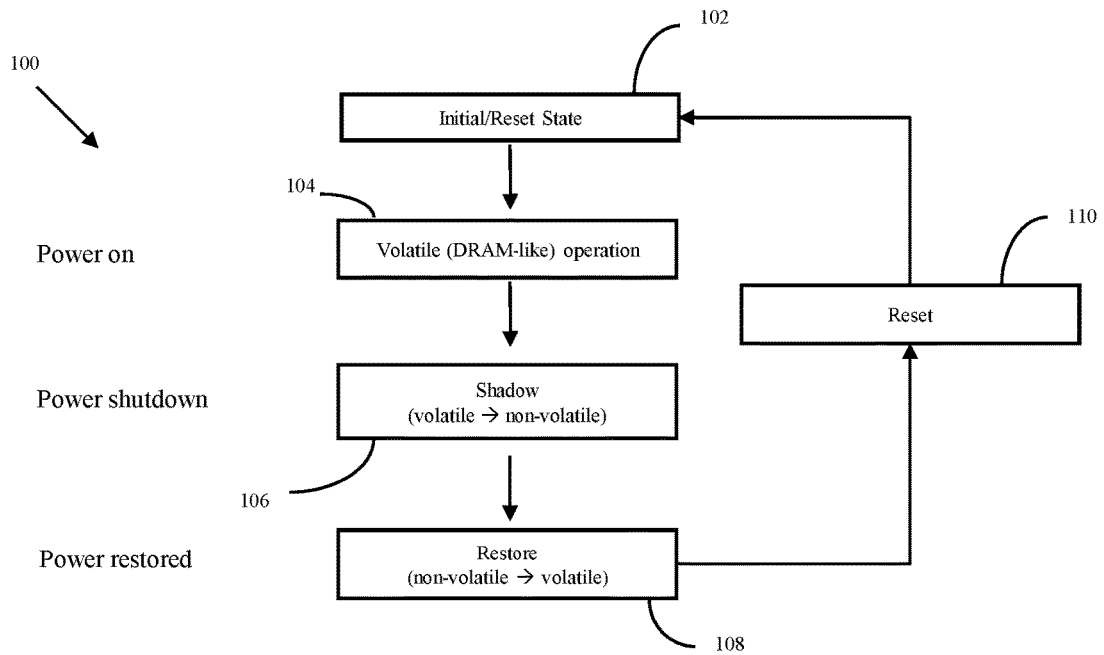 102
100
Initial/Reset State
104
110
Power on
Volatile (DRAM-like) operation
Reset
Power shutdown
Shadow
(volatile → non-volatile)
106
Power restored
Restore
(non-volatile → volatile)
108